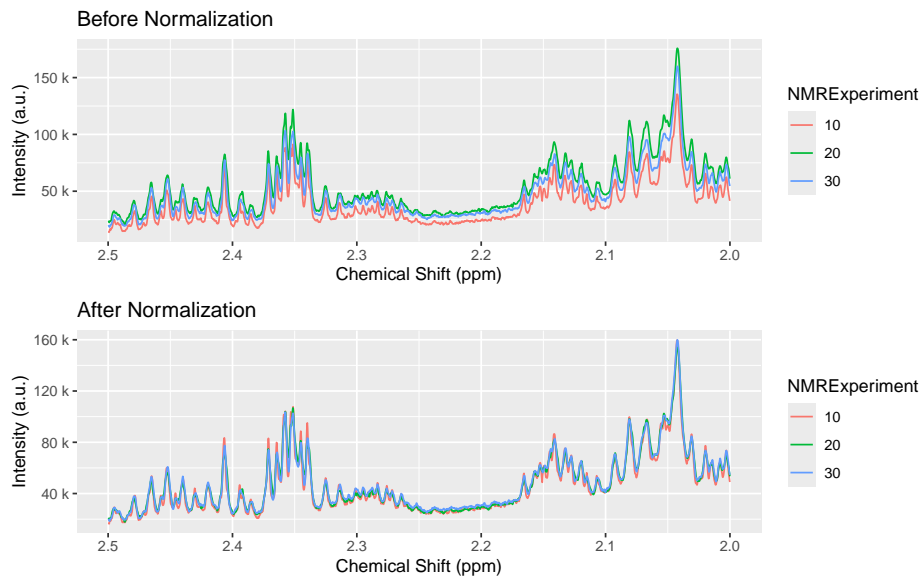 Before Normalization
Intensity (a.u.)
150 k
100 k
50 k
2.5 2.4 2.3 2.2 2.1 2.0
Chemical Shift (ppm)
NMRExperiment
10
20
30
After Normalization
Intensity (a.u.)
160 k
120 k
80 k
40 k
2.5 2.4 2.3 2.2 2.1 2.0
Chemical Shift (ppm)
NMRExperiment
10
20
30